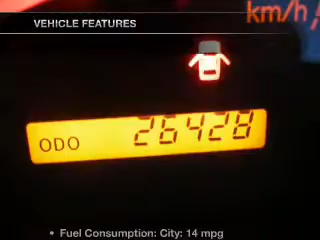 km/h
VEHICLE FEATURES
ODO 26428
• Fuel Consumption: City: 14 mpg